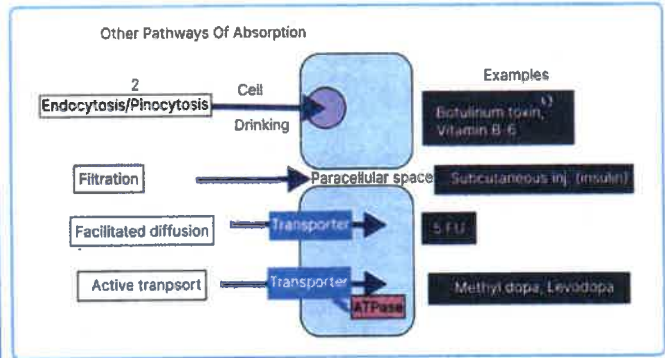 Other Pathways Of Absorption
Examples
2
Endocytosis/Pinocytosis
Cell
Drinking
Botulinum toxin,
Vitamin B-6
Filtration
Paracellular space
Subcutaneous inj. (insulin)
Facilitated diffusion
Transporter
5 FU
Active tranpsort
Transporter
ATPase
Methyl dopa, Levodopa